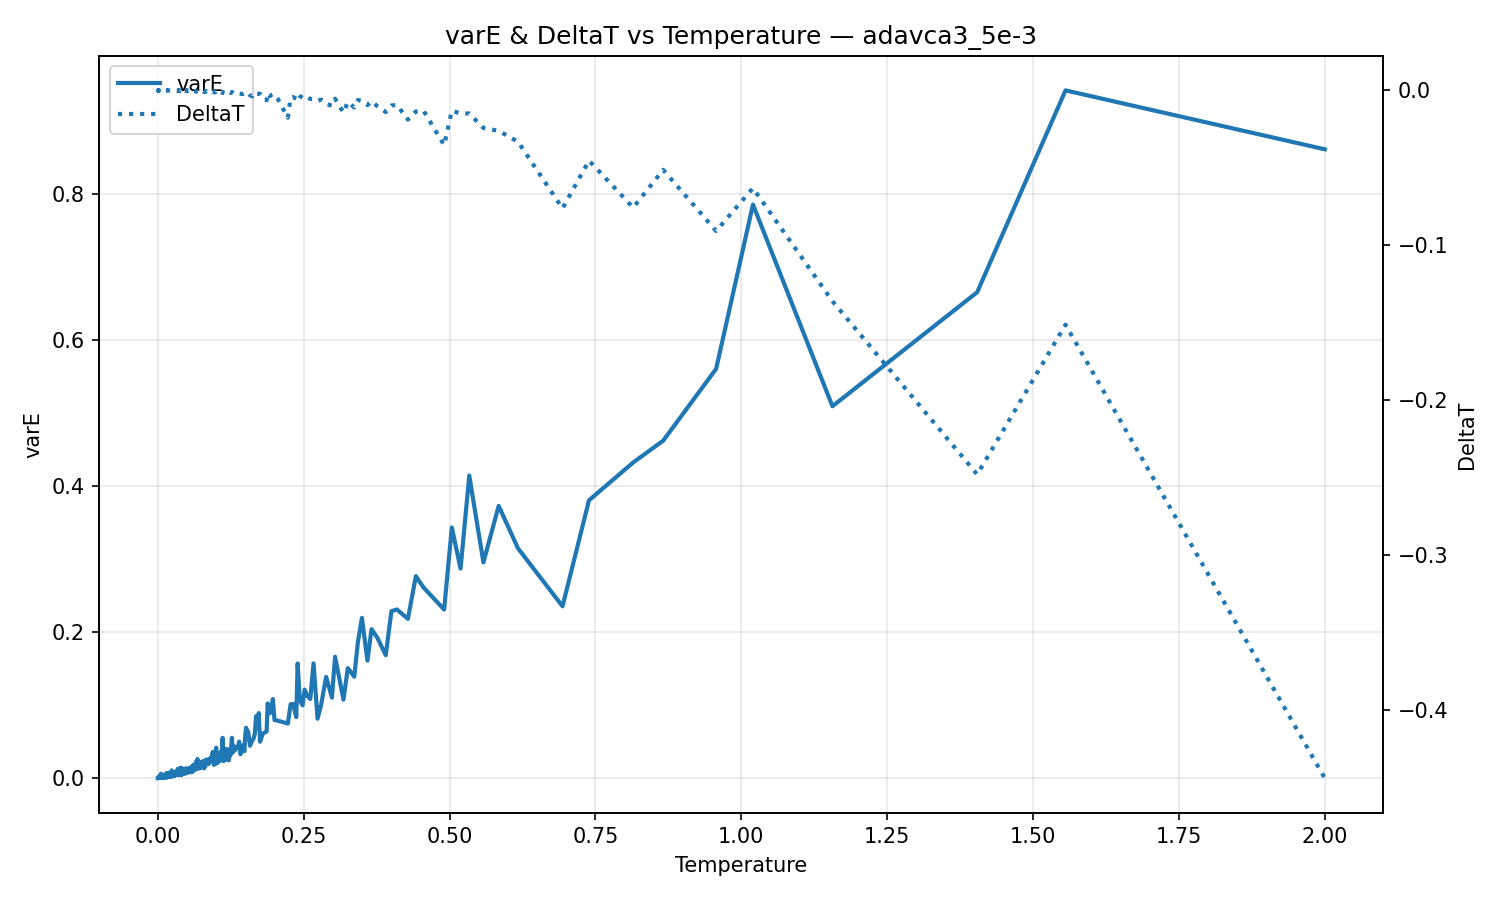 varE & DeltaT vs Temperature — adavca3_5e-3
varE
DeltaT
0.8
0.6
0.4
0.2
0.0
varE
0.0
−0.1
−0.2
−0.3
−0.4
DeltaT
0.00 0.25 0.50 0.75 1.00 1.25 1.50 1.75 2.00
Temperature